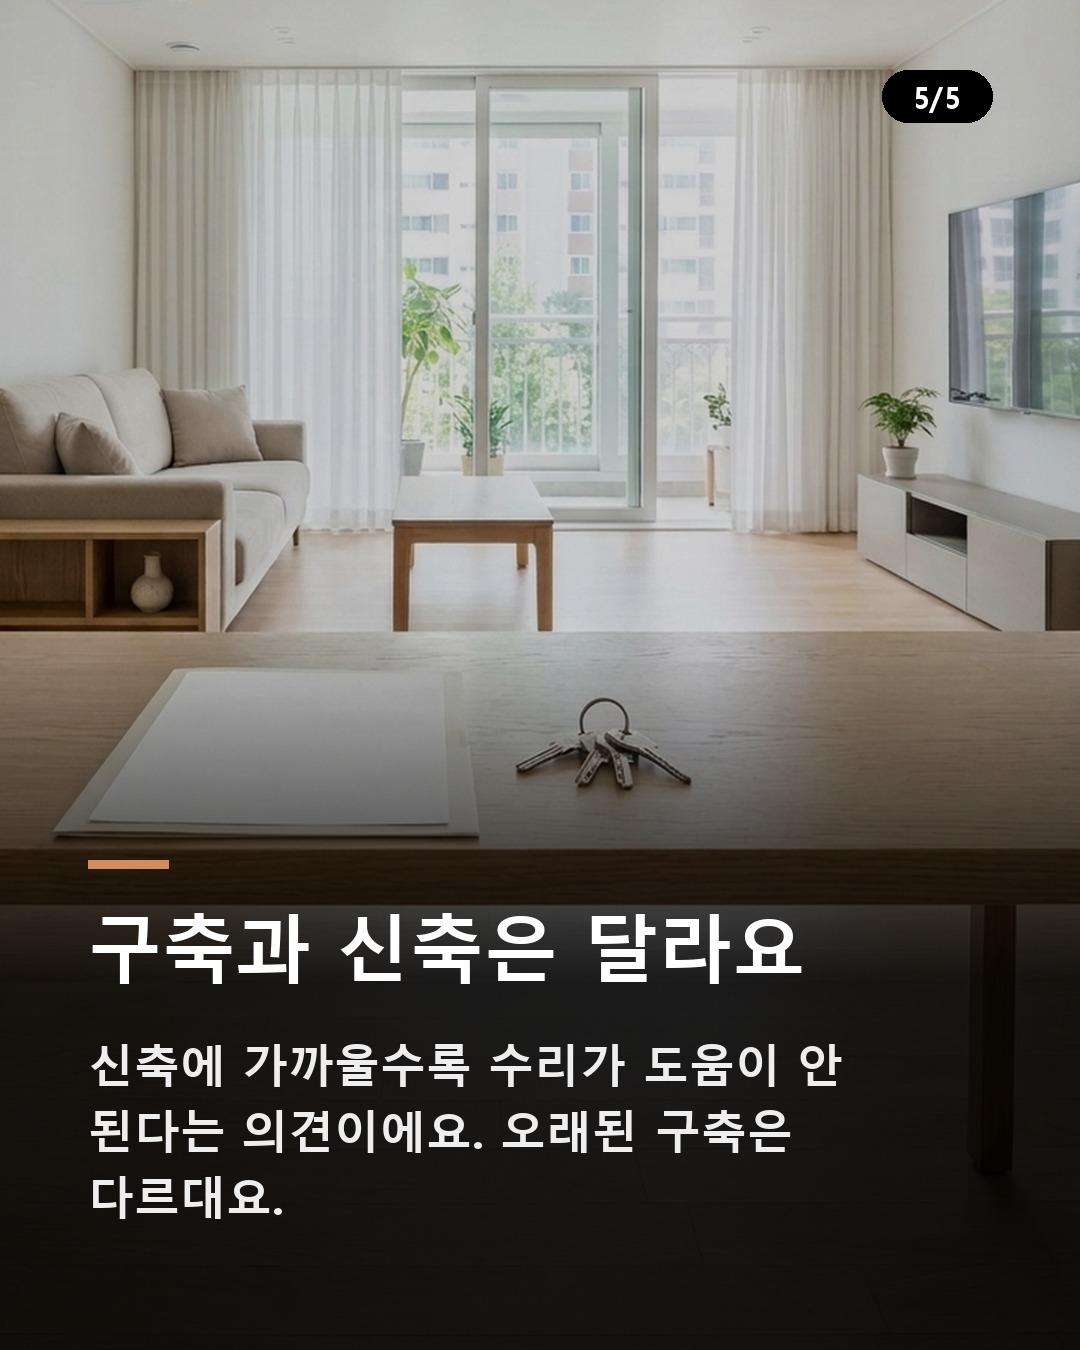 5/5
구축과 신축은 달라요
신축에 가까울수록 수리가 도움이 안
된다는 의견이에요. 오래된 구축은
다르대요.